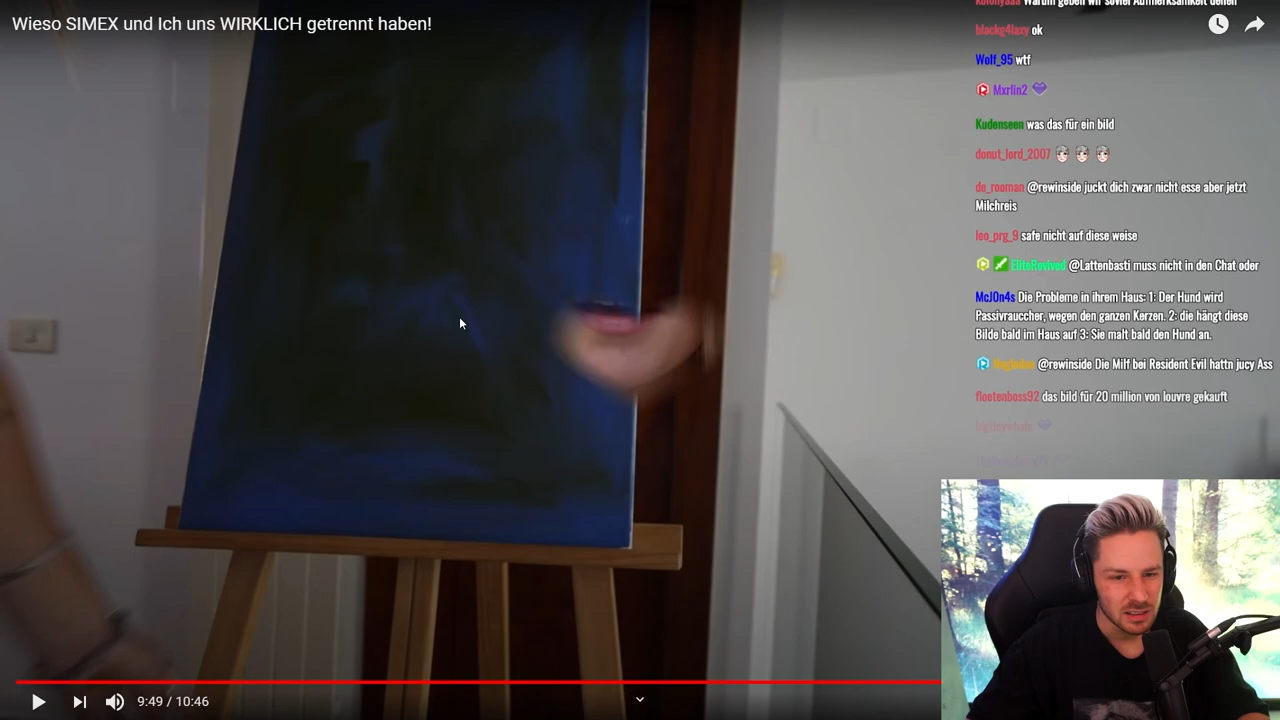 Wieso SIMEX und Ich uns WIRKLICH getrennt haben!
blackg4laxy ok
Wolf_95 wtf
Mxrlin2
Kudenseen was das für ein bild
donut_lord_2007
de_rooman @rewinside juckt dich zwar nicht esse aber jetzt
Milchreis
leo_prg_9 safe nicht auf diese weise
EliteRevived @Lattenbasti muss nicht in den Chat oder
McJ0n4s Die Probleme in ihrem Haus: 1: Der Hund wird
Passivrauccher, wegen den ganzen Kerzen. 2: die hängt diese
Bilde bald im Haus auf 3: Sie malt bald den Hund an.
@rewinside Die Milf bei Resident Evil hattn jucy Ass
floetenboss92 das bild für 20 million von louvre gekauft
9:49 / 10:46